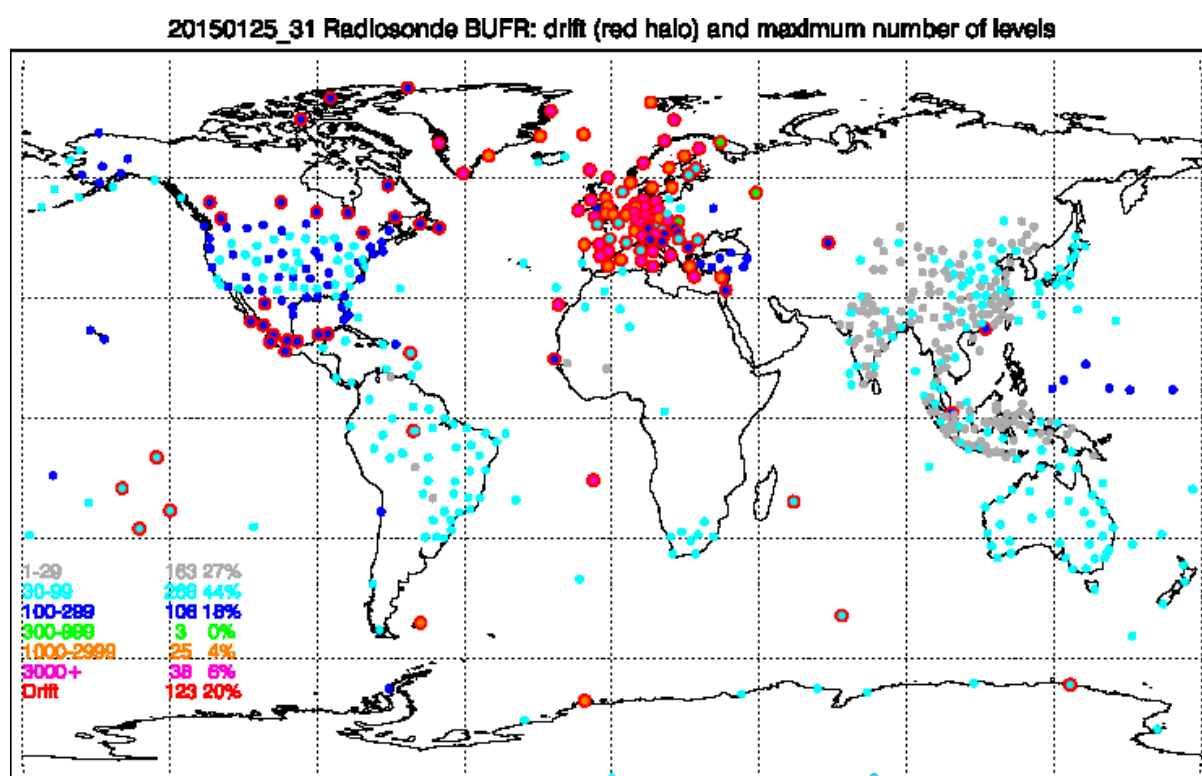 20150125_31 Radiosonde BUFR: drift (red halo) and maximum number of levels
1-29 163 27%
30-99 268 44%
100-299 106 18%
300-999 3 0%
1000-2999 25 4%
3000+ 38 6%
Drift 123 20%